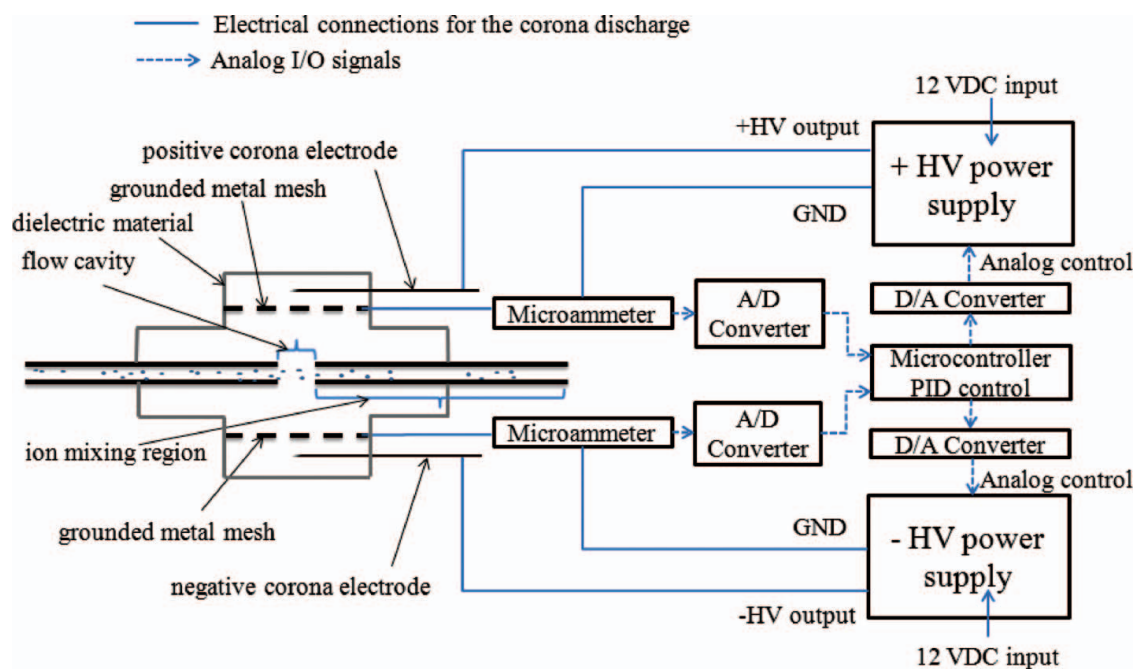 Electrical connections for the corona discharge
Analog I/O signals
12 VDC input
+HV output
positive corona electrode
grounded metal mesh
dielectric material
flow cavity
+ HV power
supply
GND
Analog control
Microammeter
A/D
Converter
D/A Converter
Microcontroller
PID control
Microammeter
A/D
Converter
D/A Converter
ion mixing region
Analog control
grounded metal mesh
GND
- HV power
supply
negative corona electrode
-HV output
12 VDC input